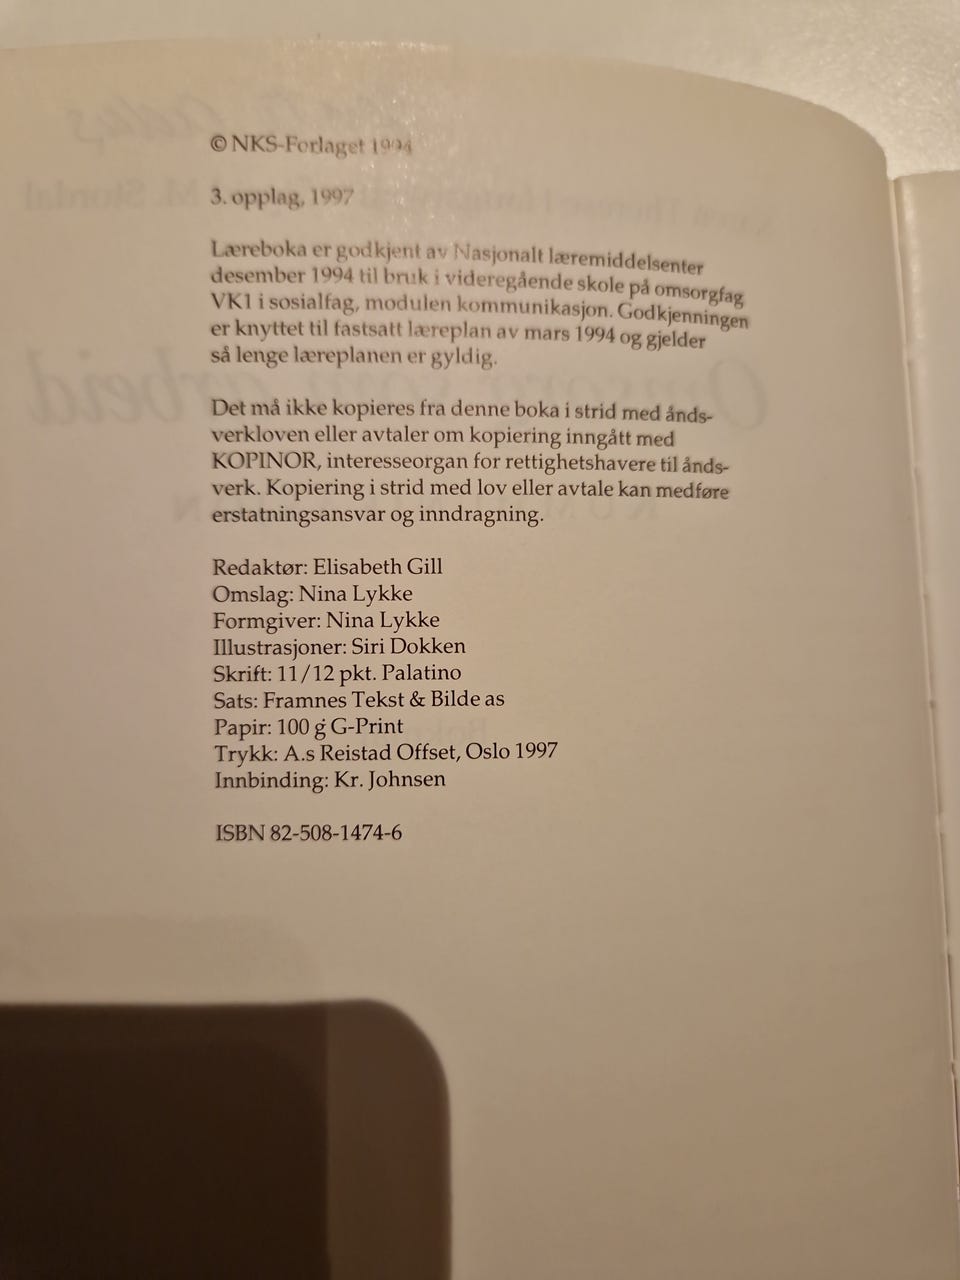 © NKS-Forlaget 1994
3. opplag, 1997
Læreboka er godkjent av Nasjonalt læremiddelsenter
desember 1994 til bruk i videregående skole på omsorgfag
VK1 i sosialfag, modulen kommunikasjon. Godkjenningen
er knyttet til fastsatt læreplan av mars 1994 og gjelder
så lenge læreplanen er gyldig.
Det må ikke kopieres fra denne boka i strid med ånds-
verkloven eller avtaler om kopiering inngått med
KOPINOR, interesseorgan for rettighetshavere til ånds-
verk. Kopiering i strid med lov eller avtale kan medføre
erstatningsansvar og inndragning.
Redaktør: Elisabeth Gill
Omslag: Nina Lykke
Formgiver: Nina Lykke
Illustrasjoner: Siri Dokken
Skrift: 11/12 pkt. Palatino
Sats: Framnes Tekst & Bilde as
Papir: 100 g G-Print
Trykk: A.s Reistad Offset, Oslo 1997
Innbinding: Kr. Johnsen
ISBN 82-508-1474-6